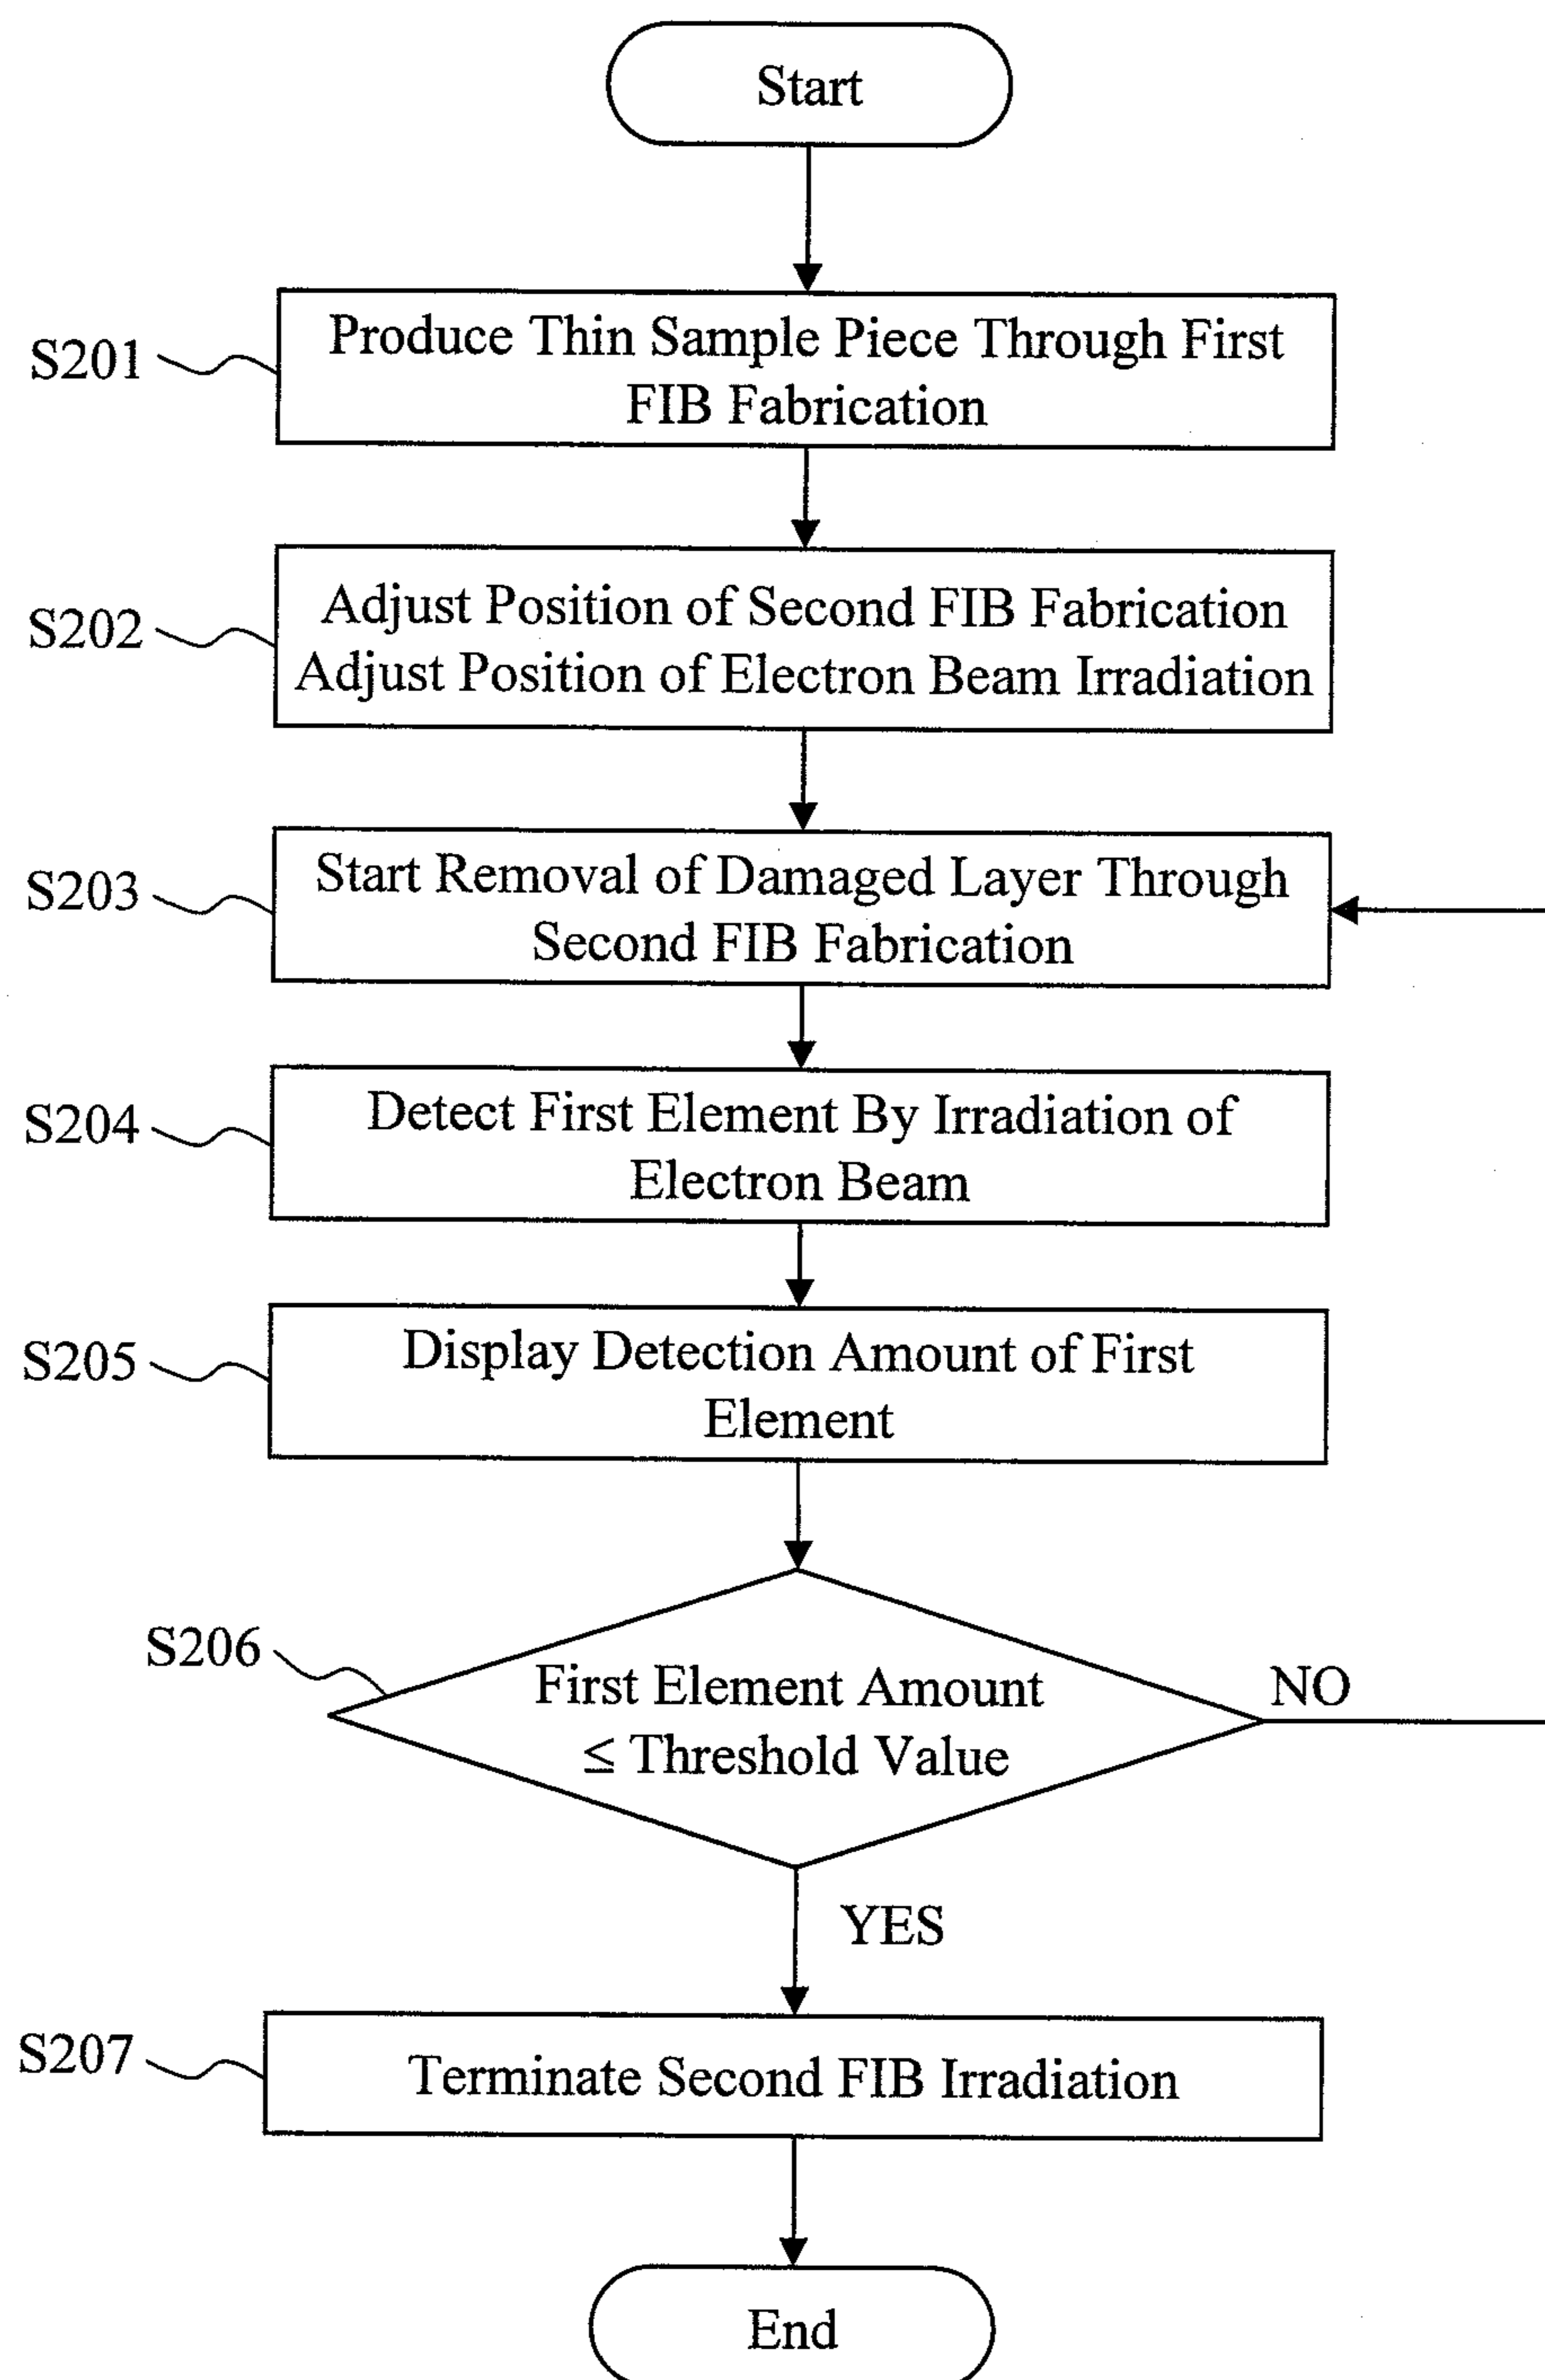 Start
S201
Produce Thin Sample Piece Through First
FIB Fabrication
S202
Adjust Position of Second FIB Fabrication
Adjust Position of Electron Beam Irradiation
S203
Start Removal of Damaged Layer Through
Second FIB Fabrication
S204
Detect First Element By Irradiation of
Electron Beam
S205
Display Detection Amount of First
Element
S206
First Element Amount
≤ Threshold Value
NO
YES
S207
Terminate Second FIB Irradiation
End